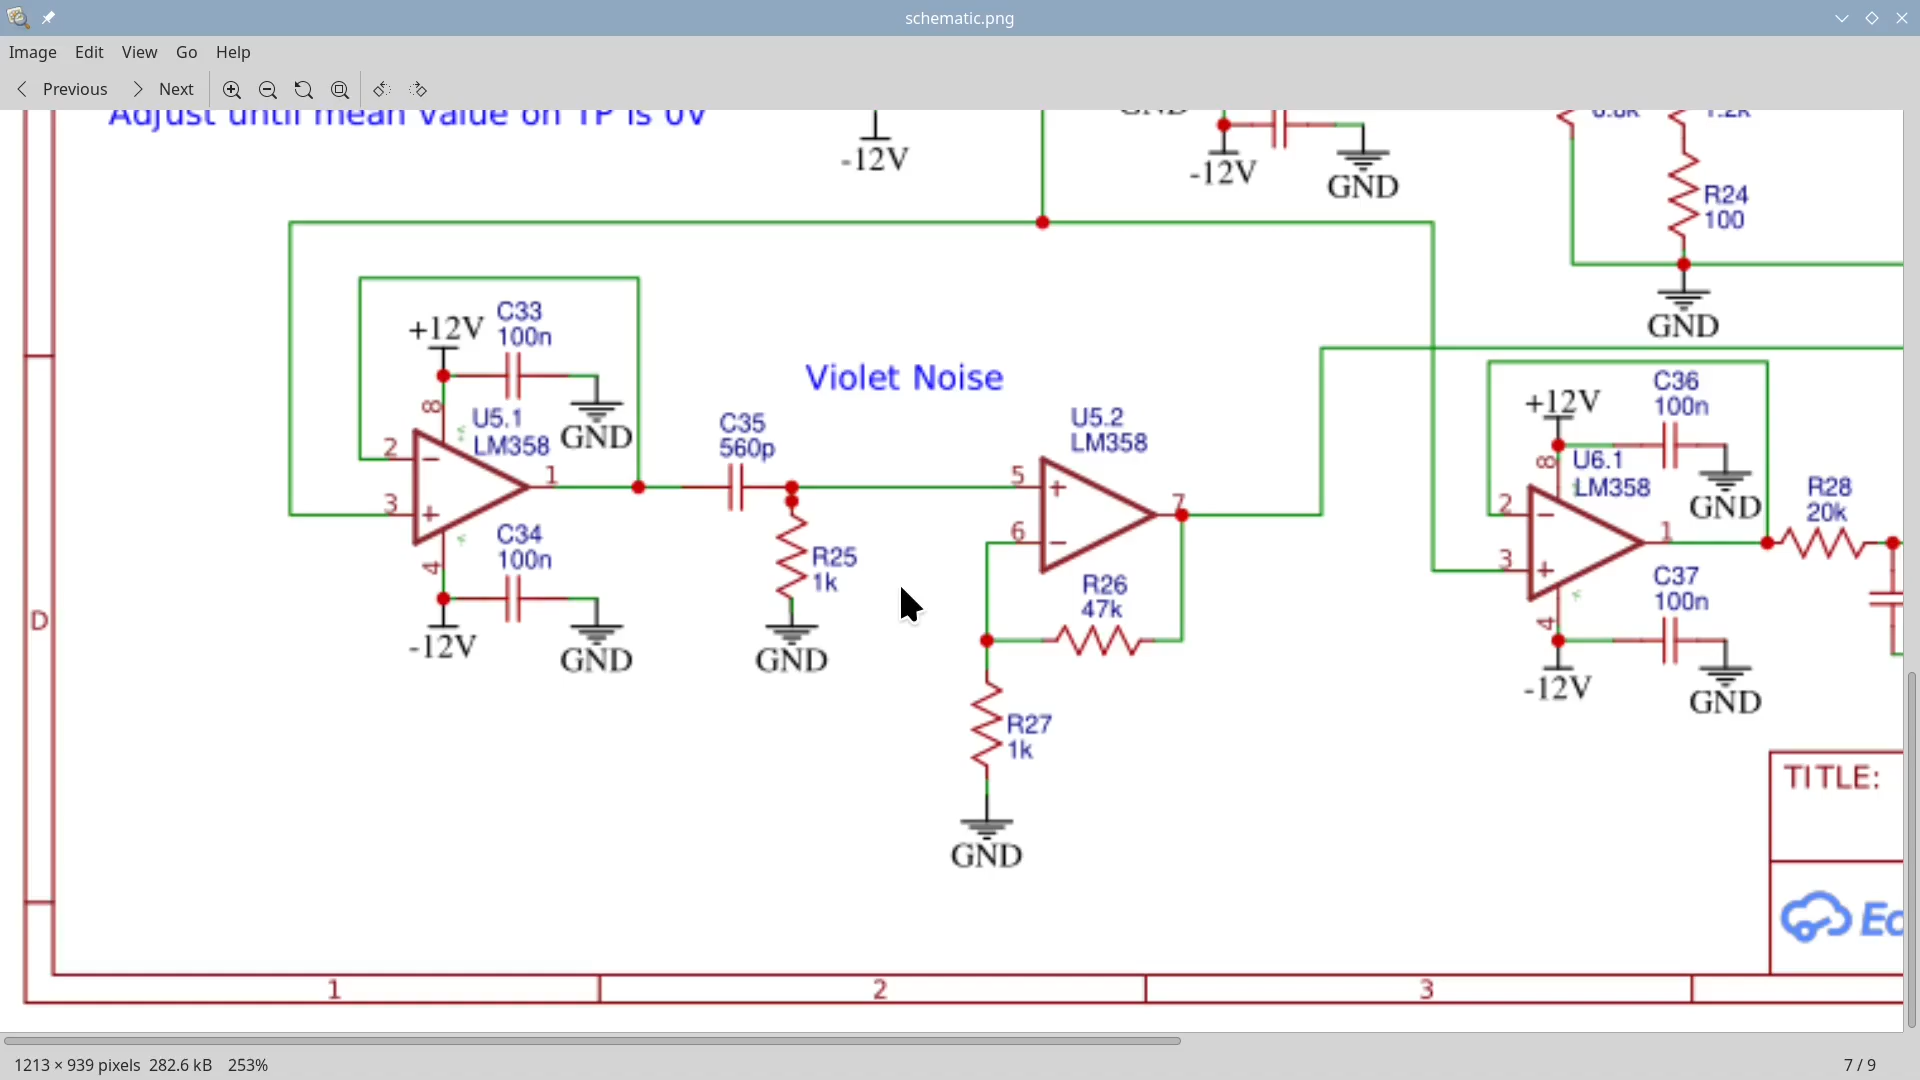 schematic.png
Image Edit View Go Help
Previous Next
Adjust until mean value on TP is 0V
-12V
GND
-12V
GND
R24
100
GND
C33
100n
+12V
8
U5.1
LM358
GND
2
3
1
4
C34
100n
-12V
GND
C35
560p
R25
1k
GND
Violet Noise
U5.2
LM358
5
6
7
R26
47k
R27
1k
GND
C36
100n
+12V
8
U6.1
LM358
GND
2
3
1
4
R28
20k
C37
100n
-12V
GND
TITLE:
D
1 2 3
1213 × 939 pixels 282.6 kB 253%
7 / 9